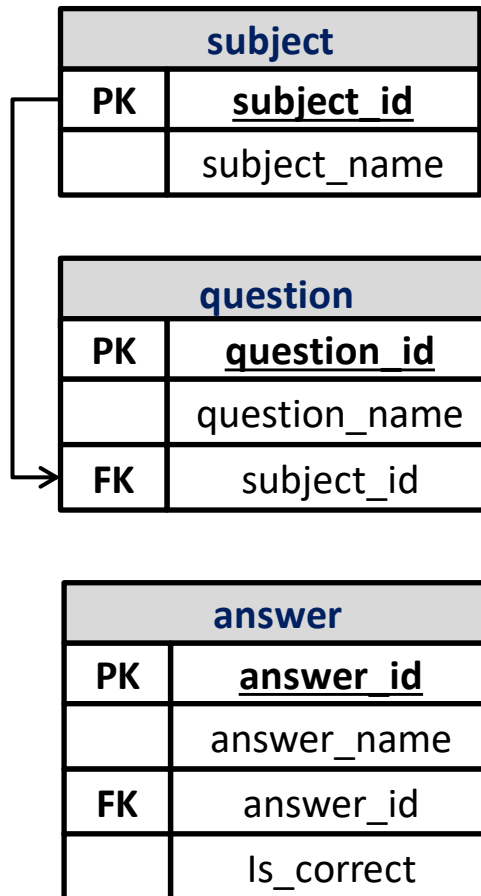 subject
PK subject_id
subject_name
question
PK question_id
question_name
FK subject_id
answer
PK answer_id
answer_name
FK answer_id
Is_correct